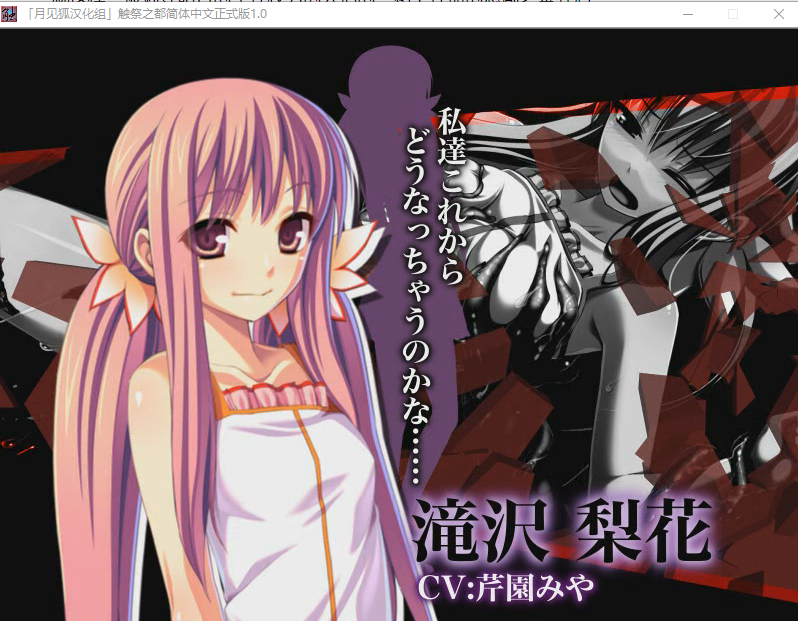 「月见狐汉化组」触祭之都简体中文正式版1.0
私達これから
どうなっちゃうのかな……
滝沢 梨花
CV:芹園みや